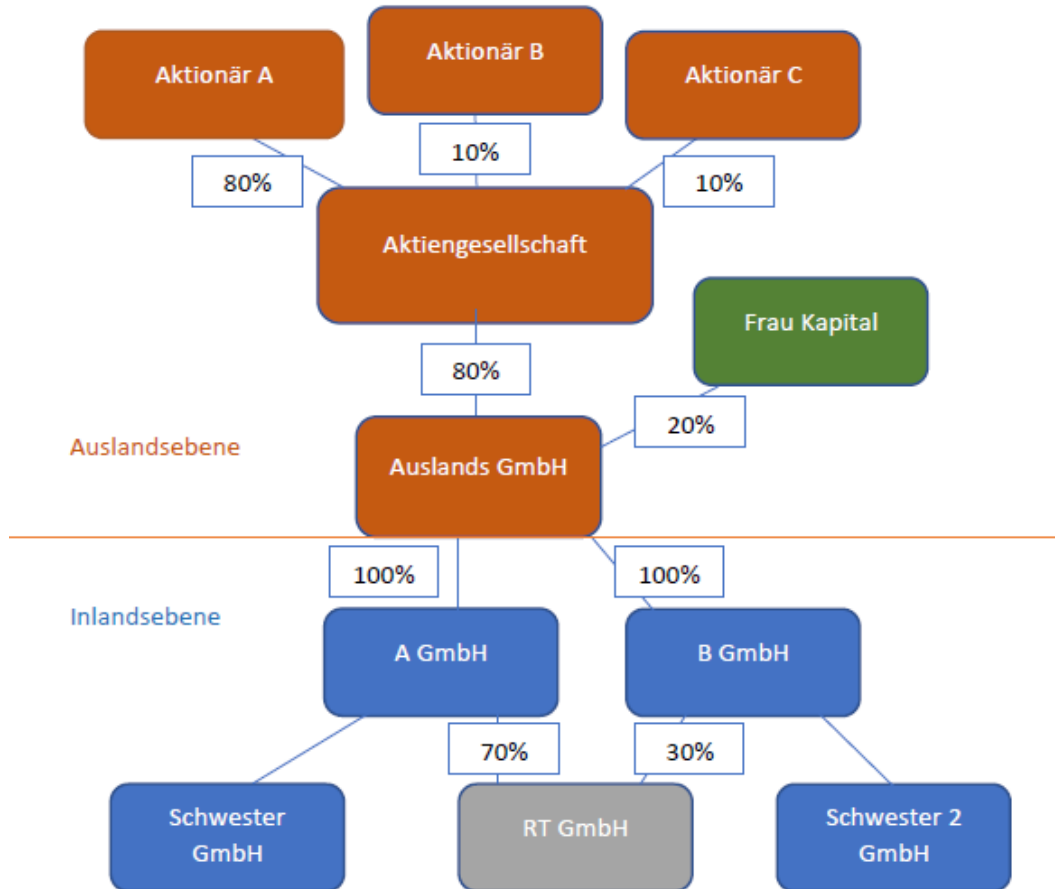 Aktionär A
Aktionär B
Aktionär C
80%
10%
10%
Aktiengesellschaft
Frau Kapital
80%
20%
Auslandsebene
Auslands GmbH
100%
100%
Inlandsebene
A GmbH
B GmbH
70%
30%
Schwester
GmbH
RT GmbH
Schwester 2
GmbH